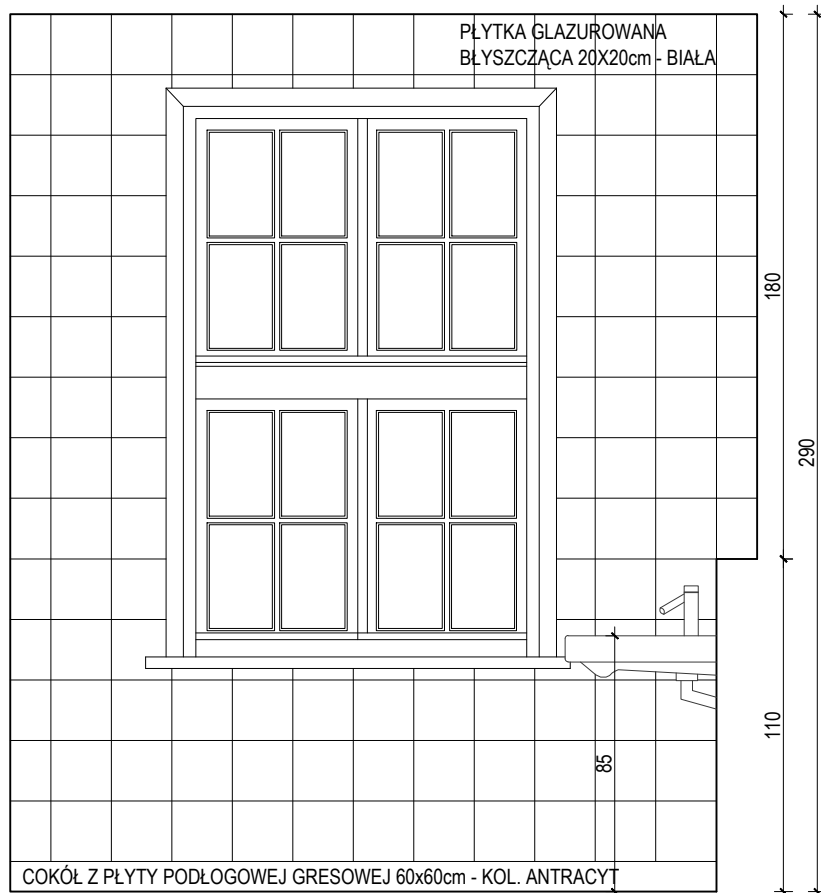 PŁYTKA GLAZUROWANA
BŁYSZCZĄCA 20X20cm - BIAŁA
180
290
110
85
COKÓŁ Z PŁYTY PODŁOGOWEJ GRESOWEJ 60x60cm - KOL. ANTRACYT